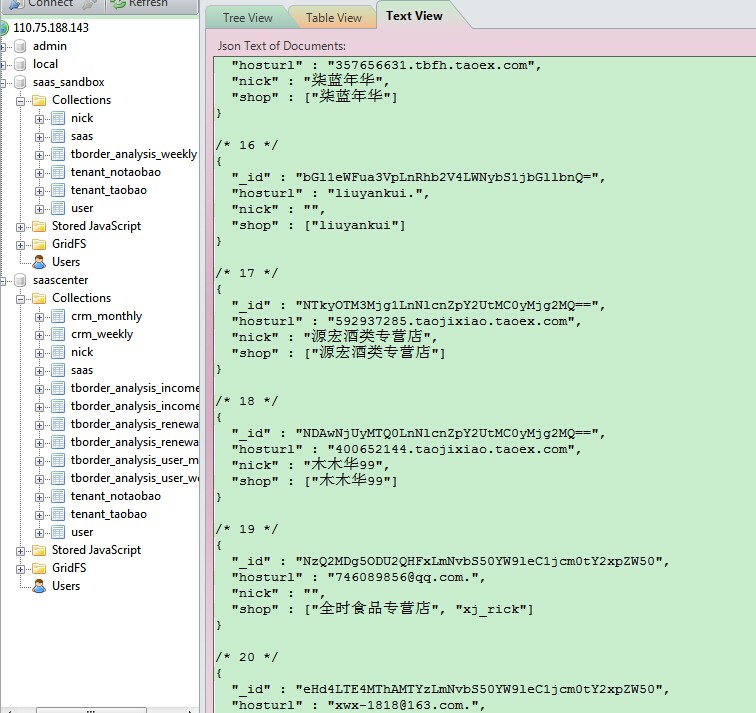 Connect
Refresh
110.75.188.143
admin
local
saas_sandbox
Collections
nick
saas
tborder_analysis_weekly
tenant_notaobao
tenant_taobao
user
Stored JavaScript
GridFS
Users
saascenter
Collections
crm_monthly
crm_weekly
nick
saas
tborder_analysis_income
tborder_analysis_income
tborder_analysis_renewa
tborder_analysis_renewa
tborder_analysis_user_m
tborder_analysis_user_we
tenant_notaobao
tenant_taobao
user
Stored JavaScript
GridFS
Users
Tree View
Table View
Text View
Json Text of Documents:
"hosturl" : "357656631.tbfh.taoex.com",
"nick" : "柒蓝年华",
"shop" : ["柒蓝年华"]
}
/* 16 */
{
"_id" : "bGl1eWFua3VpLnRhb2V4LWNybS1jbGllbnQ=",
"hosturl" : "liuyankui.",
"nick" : "",
"shop" : ["liuyankui"]
}
/* 17 */
{
"_id" : "NTkyOTM3Mjg1LnNlcnZpY2UtMC0yMjg2MQ==",
"hosturl" : "592937285.taojixiao.taoex.com",
"nick" : "源宏酒类专营店",
"shop" : ["源宏酒类专营店"]
}
/* 18 */
{
"_id" : "NDAwNjUyMTQ0LnNlcnZpY2UtMC0yMjg2MQ==",
"hosturl" : "400652144.taojixiao.taoex.com",
"nick" : "木木华99",
"shop" : ["木木华99"]
}
/* 19 */
{
"_id" : "NzQ2MDg5ODU2QHFxLmNvbS50YW9leC1jcm0tY2xpZW50",
"hosturl" : "746089856@qq.com.",
"nick" : "",
"shop" : ["全时食品专营店", "xj_rick"]
}
/* 20 */
{
"_id" : "eHd4LTE4MThAMTYzLmNvbS50YW9leC1jcm0tY2xpZW50",
"hosturl" : "xwx-1818@163.com.",